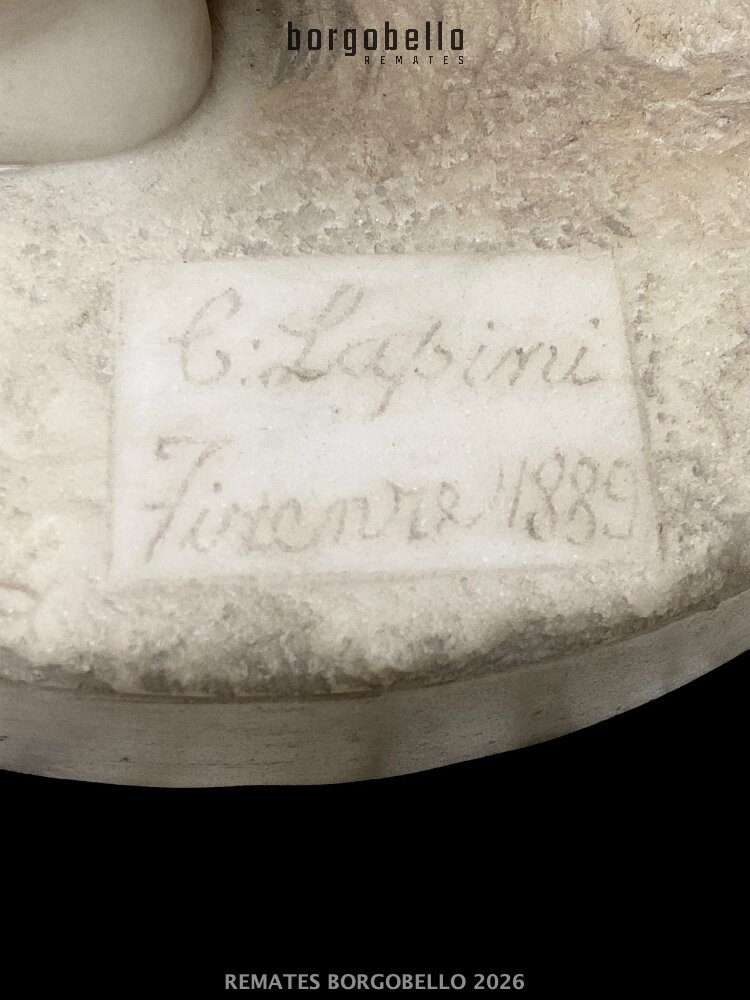 borgobello
REMATES
C. Lapini
Firenze 1889
REMATES BORGOBELLO 2026